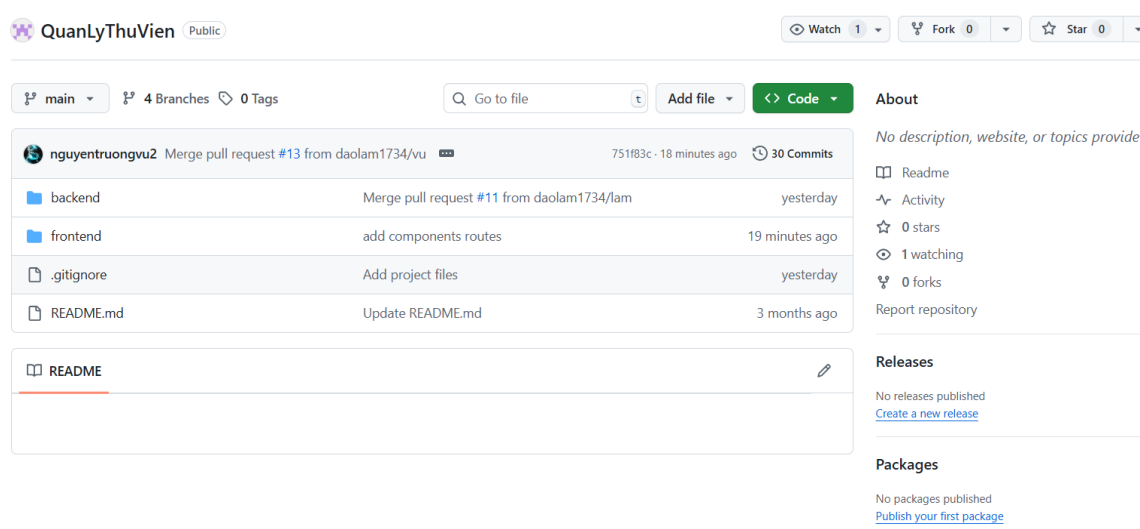 QuanLyThuVien Public
Watch 1 Fork 0 Star 0
main 4 Branches 0 Tags Go to file t Add file Code
nguyentruongvu2 Merge pull request #13 from daolam1734/vu 751f83c · 18 minutes ago 30 Commits
backend Merge pull request #11 from daolam1734/lam yesterday
frontend add components routes 19 minutes ago
.gitignore Add project files yesterday
README.md Update README.md 3 months ago
README
About
No description, website, or topics provide
Readme
Activity
0 stars
1 watching
0 forks
Report repository
Releases
No releases published
Create a new release
Packages
No packages published
Publish your first package